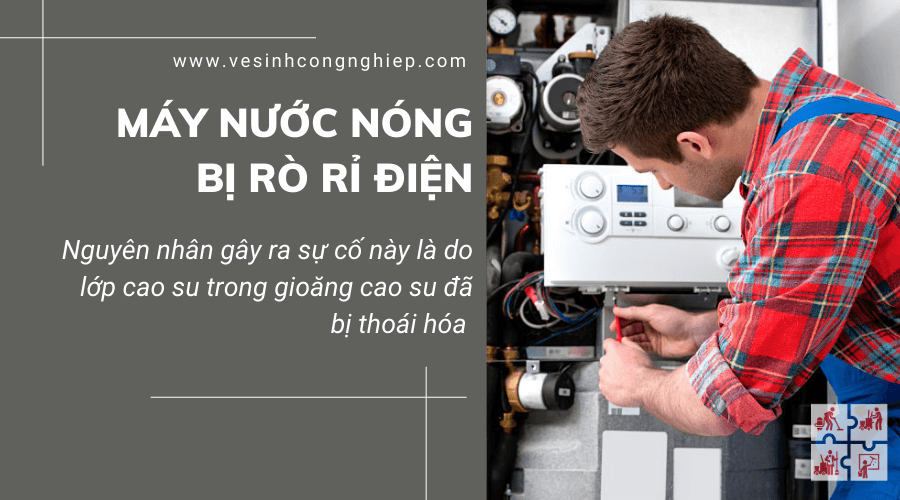 www.vesinhcongnghiep.com
MÁY NƯỚC NÓNG
BỊ RÒ RỈ ĐIỆN
Nguyên nhân gây ra sự cố này là do
lớp cao su trong gioăng cao su đã
bị thoái hóa